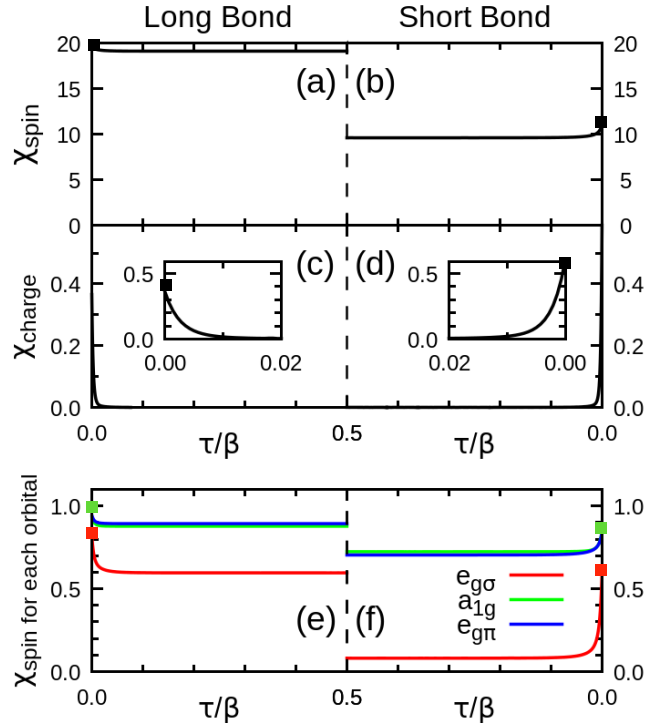 Long Bond Short Bond
20 20
15 (a) (b) 15
χspin
10 10
5 5
0 0
(c) (d)
χcharge
0.5 0.5
0.4 0.4
0.0 0.0
0.2 0.2
0.00 0.02 0.02 0.00
0.0 0.0
0.0 0.5 0.0
τ/β τ/β
χspin for each orbital
1.0 1.0
0.5 0.5
egσ
a1g
(e) (f) egπ
0.0 0.0
0.0 0.5 0.0
τ/β τ/β